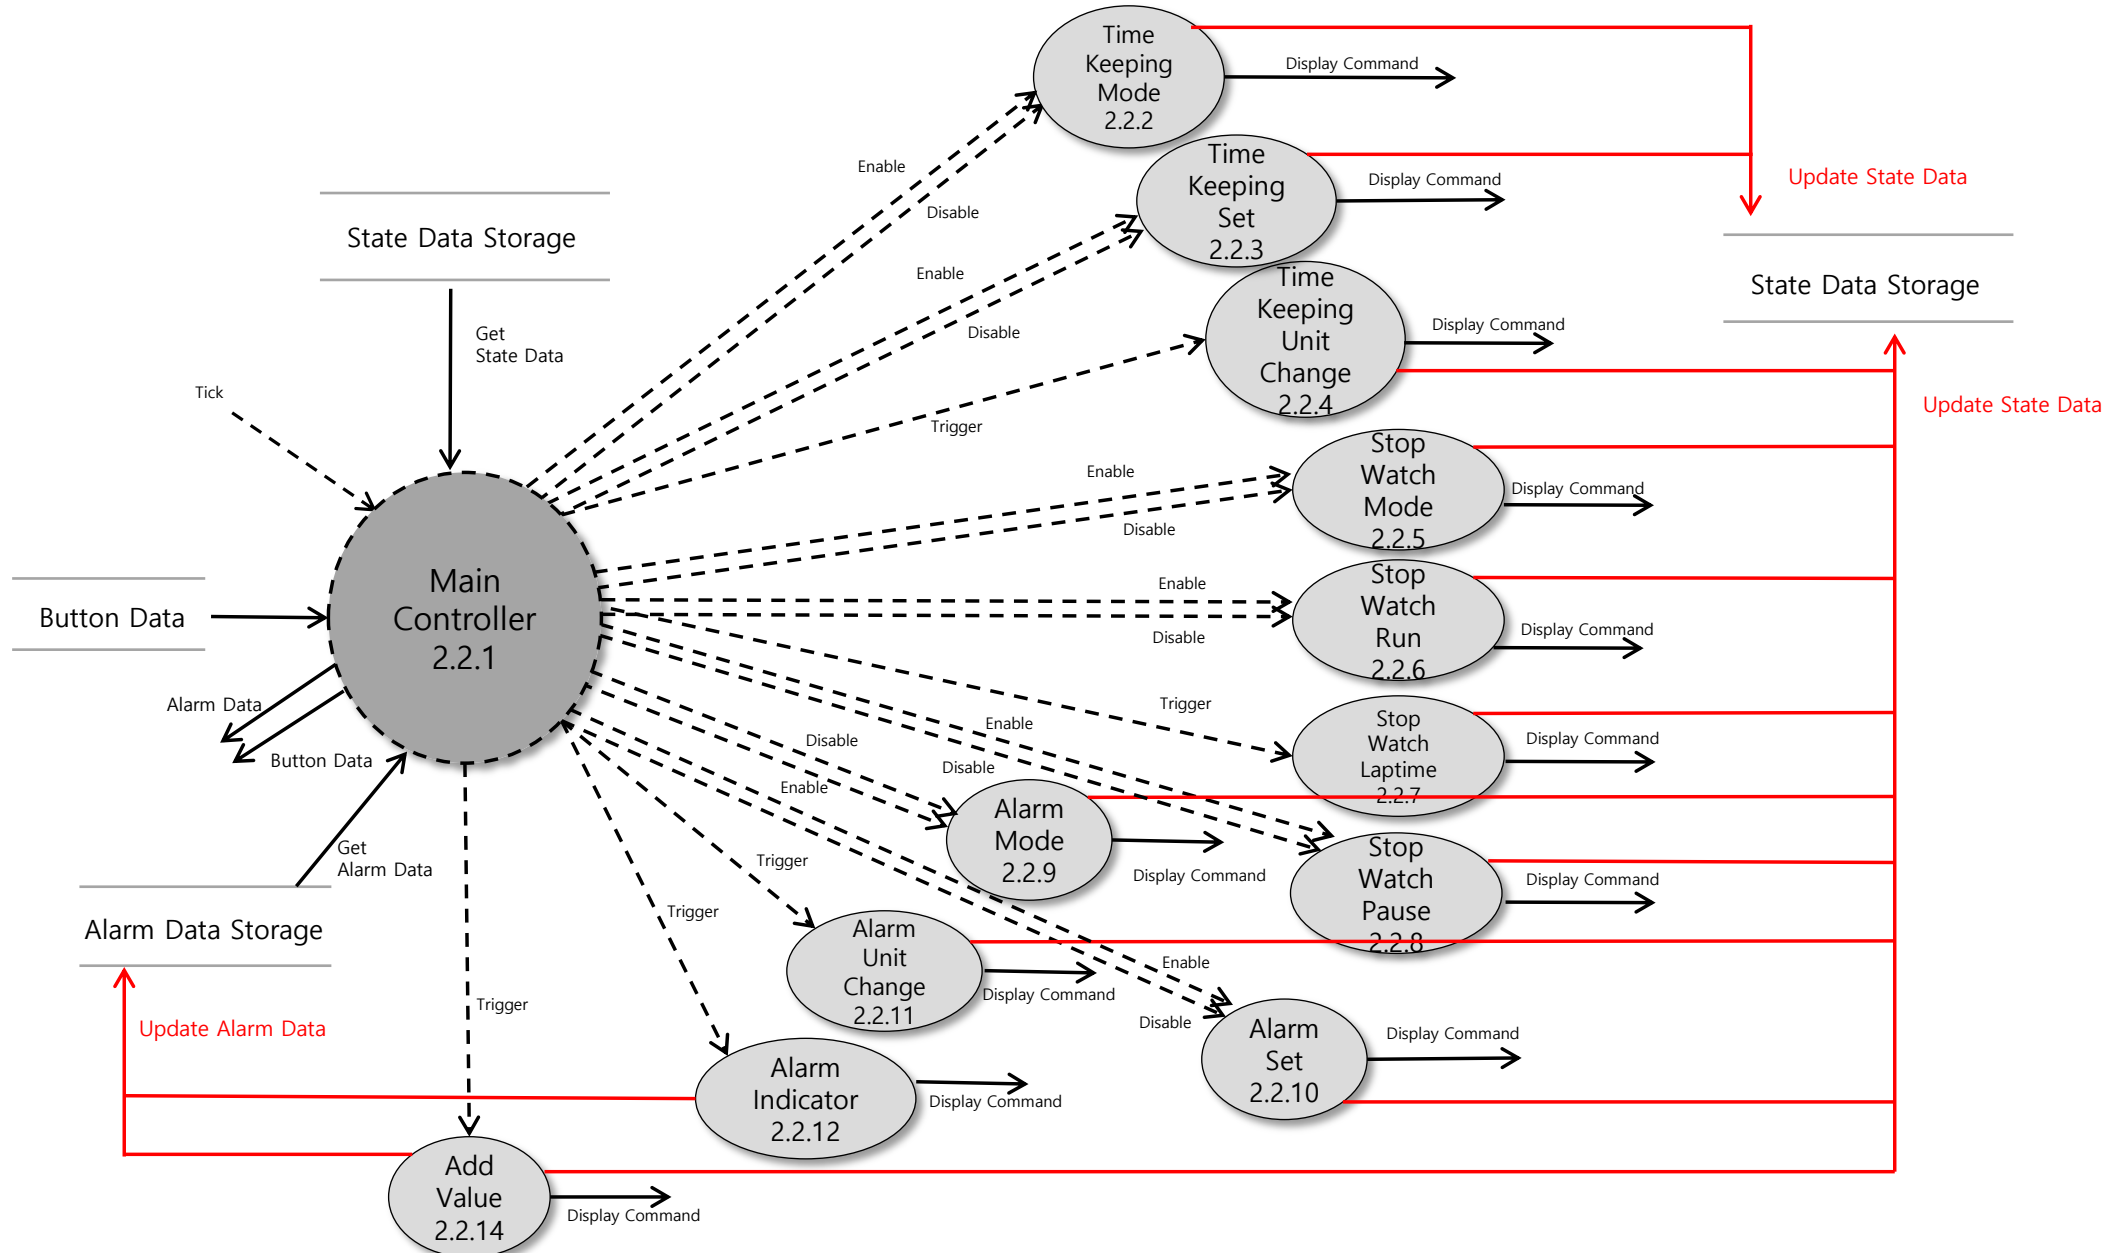 Time
Keeping
Mode
2.2.2
Display Command
Time
Keeping
Set
2.2.3
Display Command
Update State Data
Enable
Disable
State Data Storage
Enable
Disable
Time
Keeping
Unit
Change
2.2.4
Display Command
State Data Storage
Get
State Data
Tick
Trigger
Update State Data
Stop
Watch
Mode
2.2.5
Display Command
Enable
Disable
Main
Controller
2.2.1
Button Data
Stop
Watch
Run
2.2.6
Display Command
Enable
Disable
Alarm Data
Button Data
Trigger
Stop
Watch
Laptime
2.2.7
Display Command
Enable
Disable
Disable
Enable
Alarm
Mode
2.2.9
Display Command
Get
Alarm Data
Trigger
Stop
Watch
Pause
2.2.8
Display Command
Alarm Data Storage
Trigger
Alarm
Unit
Change
2.2.11
Display Command
Enable
Disable
Trigger
Update Alarm Data
Alarm
Set
2.2.10
Display Command
Alarm
Indicator
2.2.12
Display Command
Add
Value
2.2.14
Display Command